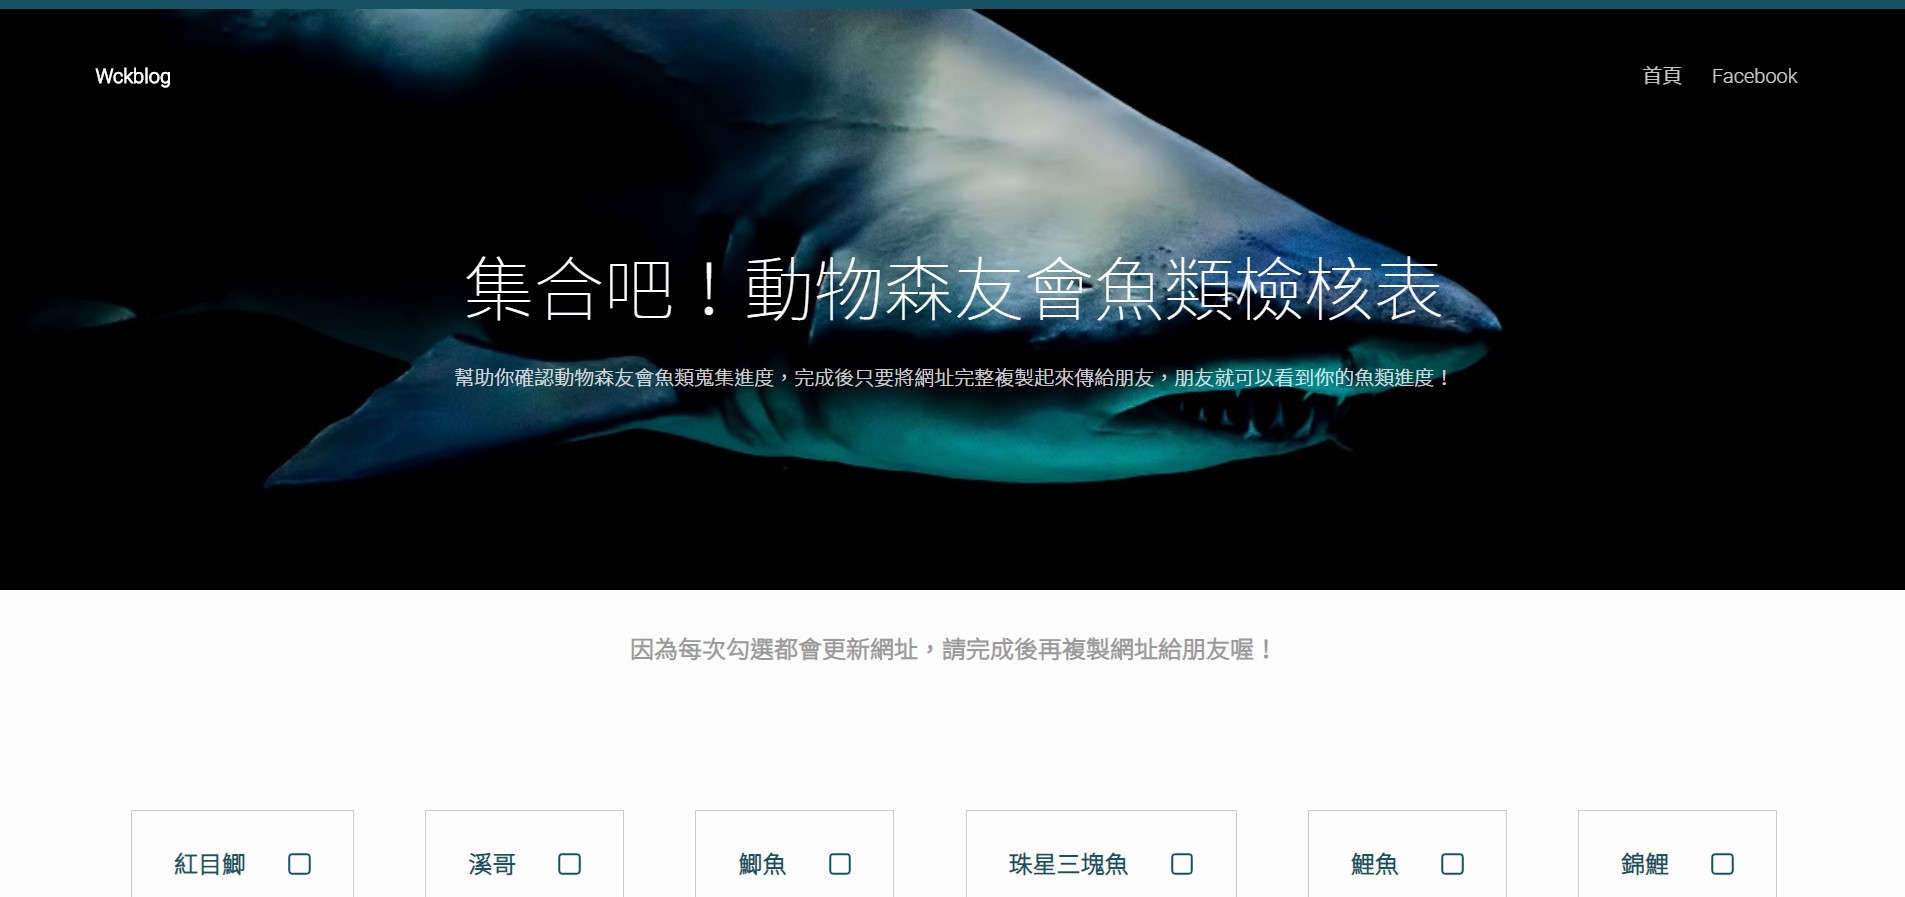 Wckblog
首頁 Facebook
集合吧！動物森友會魚類檢核表
幫助你確認動物森友會魚類蒐集進度，完成後只要將網址完整複製起來傳給朋友，朋友就可以看到你的魚類進度！
因為每次勾選都會更新網址，請完成後再複製網址給朋友喔！
紅目鯽 溪哥 鯽魚 珠星三塊魚 鯉魚 錦鯉